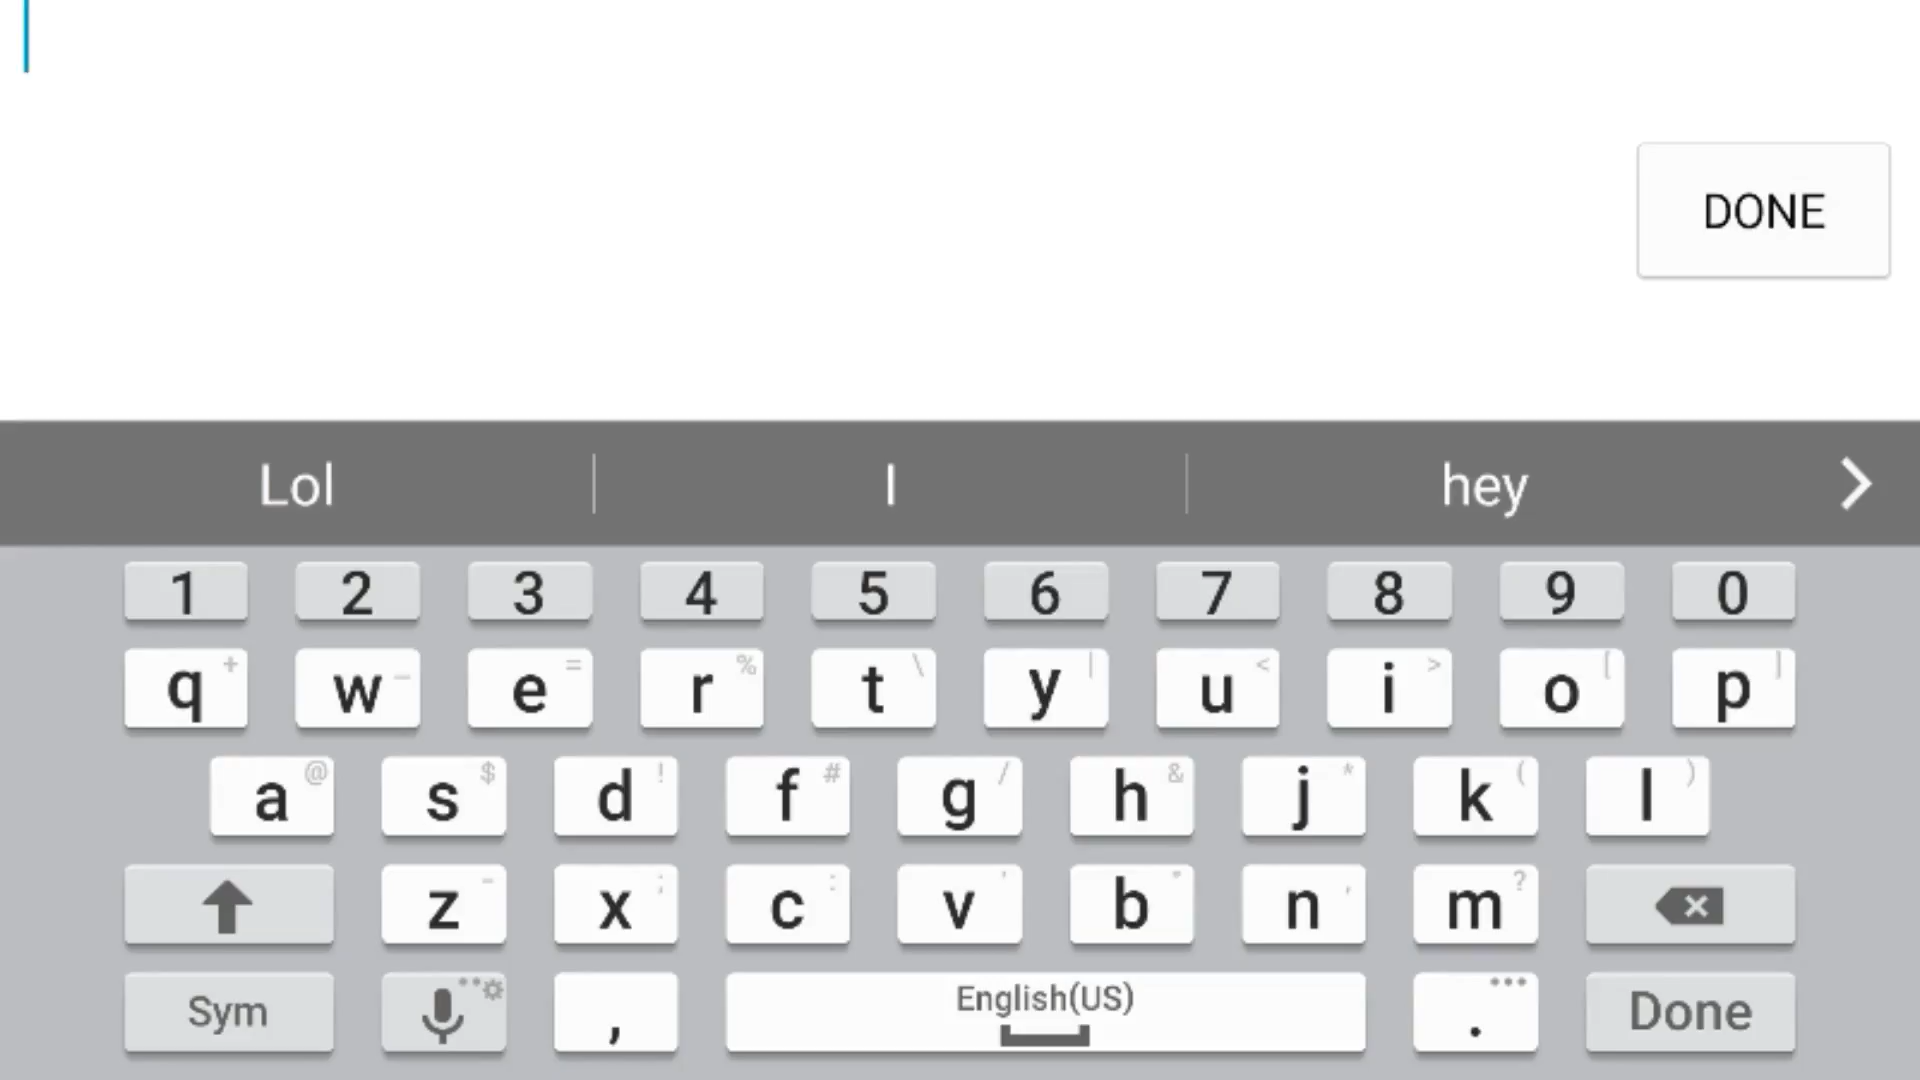 DONE
Lol I hey
1 2 3 4 5 6 7 8 9 0
q + w _ e = r % t \ y | u < i > o [ p ]
a @ s $ d ! f # g / h & j * k ( l )
z - x ; c : v ' b " n , m ?
Sym , English(US) . Done